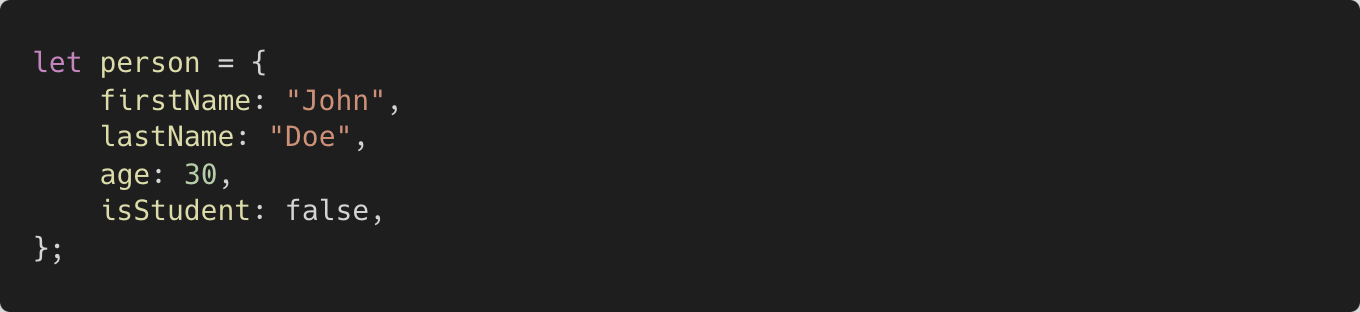 let person = {
    firstName: "John",
    lastName: "Doe",
    age: 30,
    isStudent: false,
};